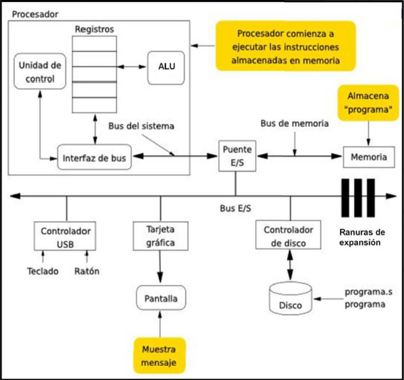 Procesador
Registros
Unidad de
control
ALU
Procesador comienza a
ejecutar las instrucciones
almacenadas en memoria
Almacena
"programa"
Bus del sistema
Bus de memoria
Interfaz de bus
Puente
E/S
Memoria
Bus E/S
Ranuras de
expansión
Controlador
USB
Tarjeta
gráfica
Controlador
de disco
Teclado
Ratón
Pantalla
Disco
programa.s
programa
Muestra
mensaje